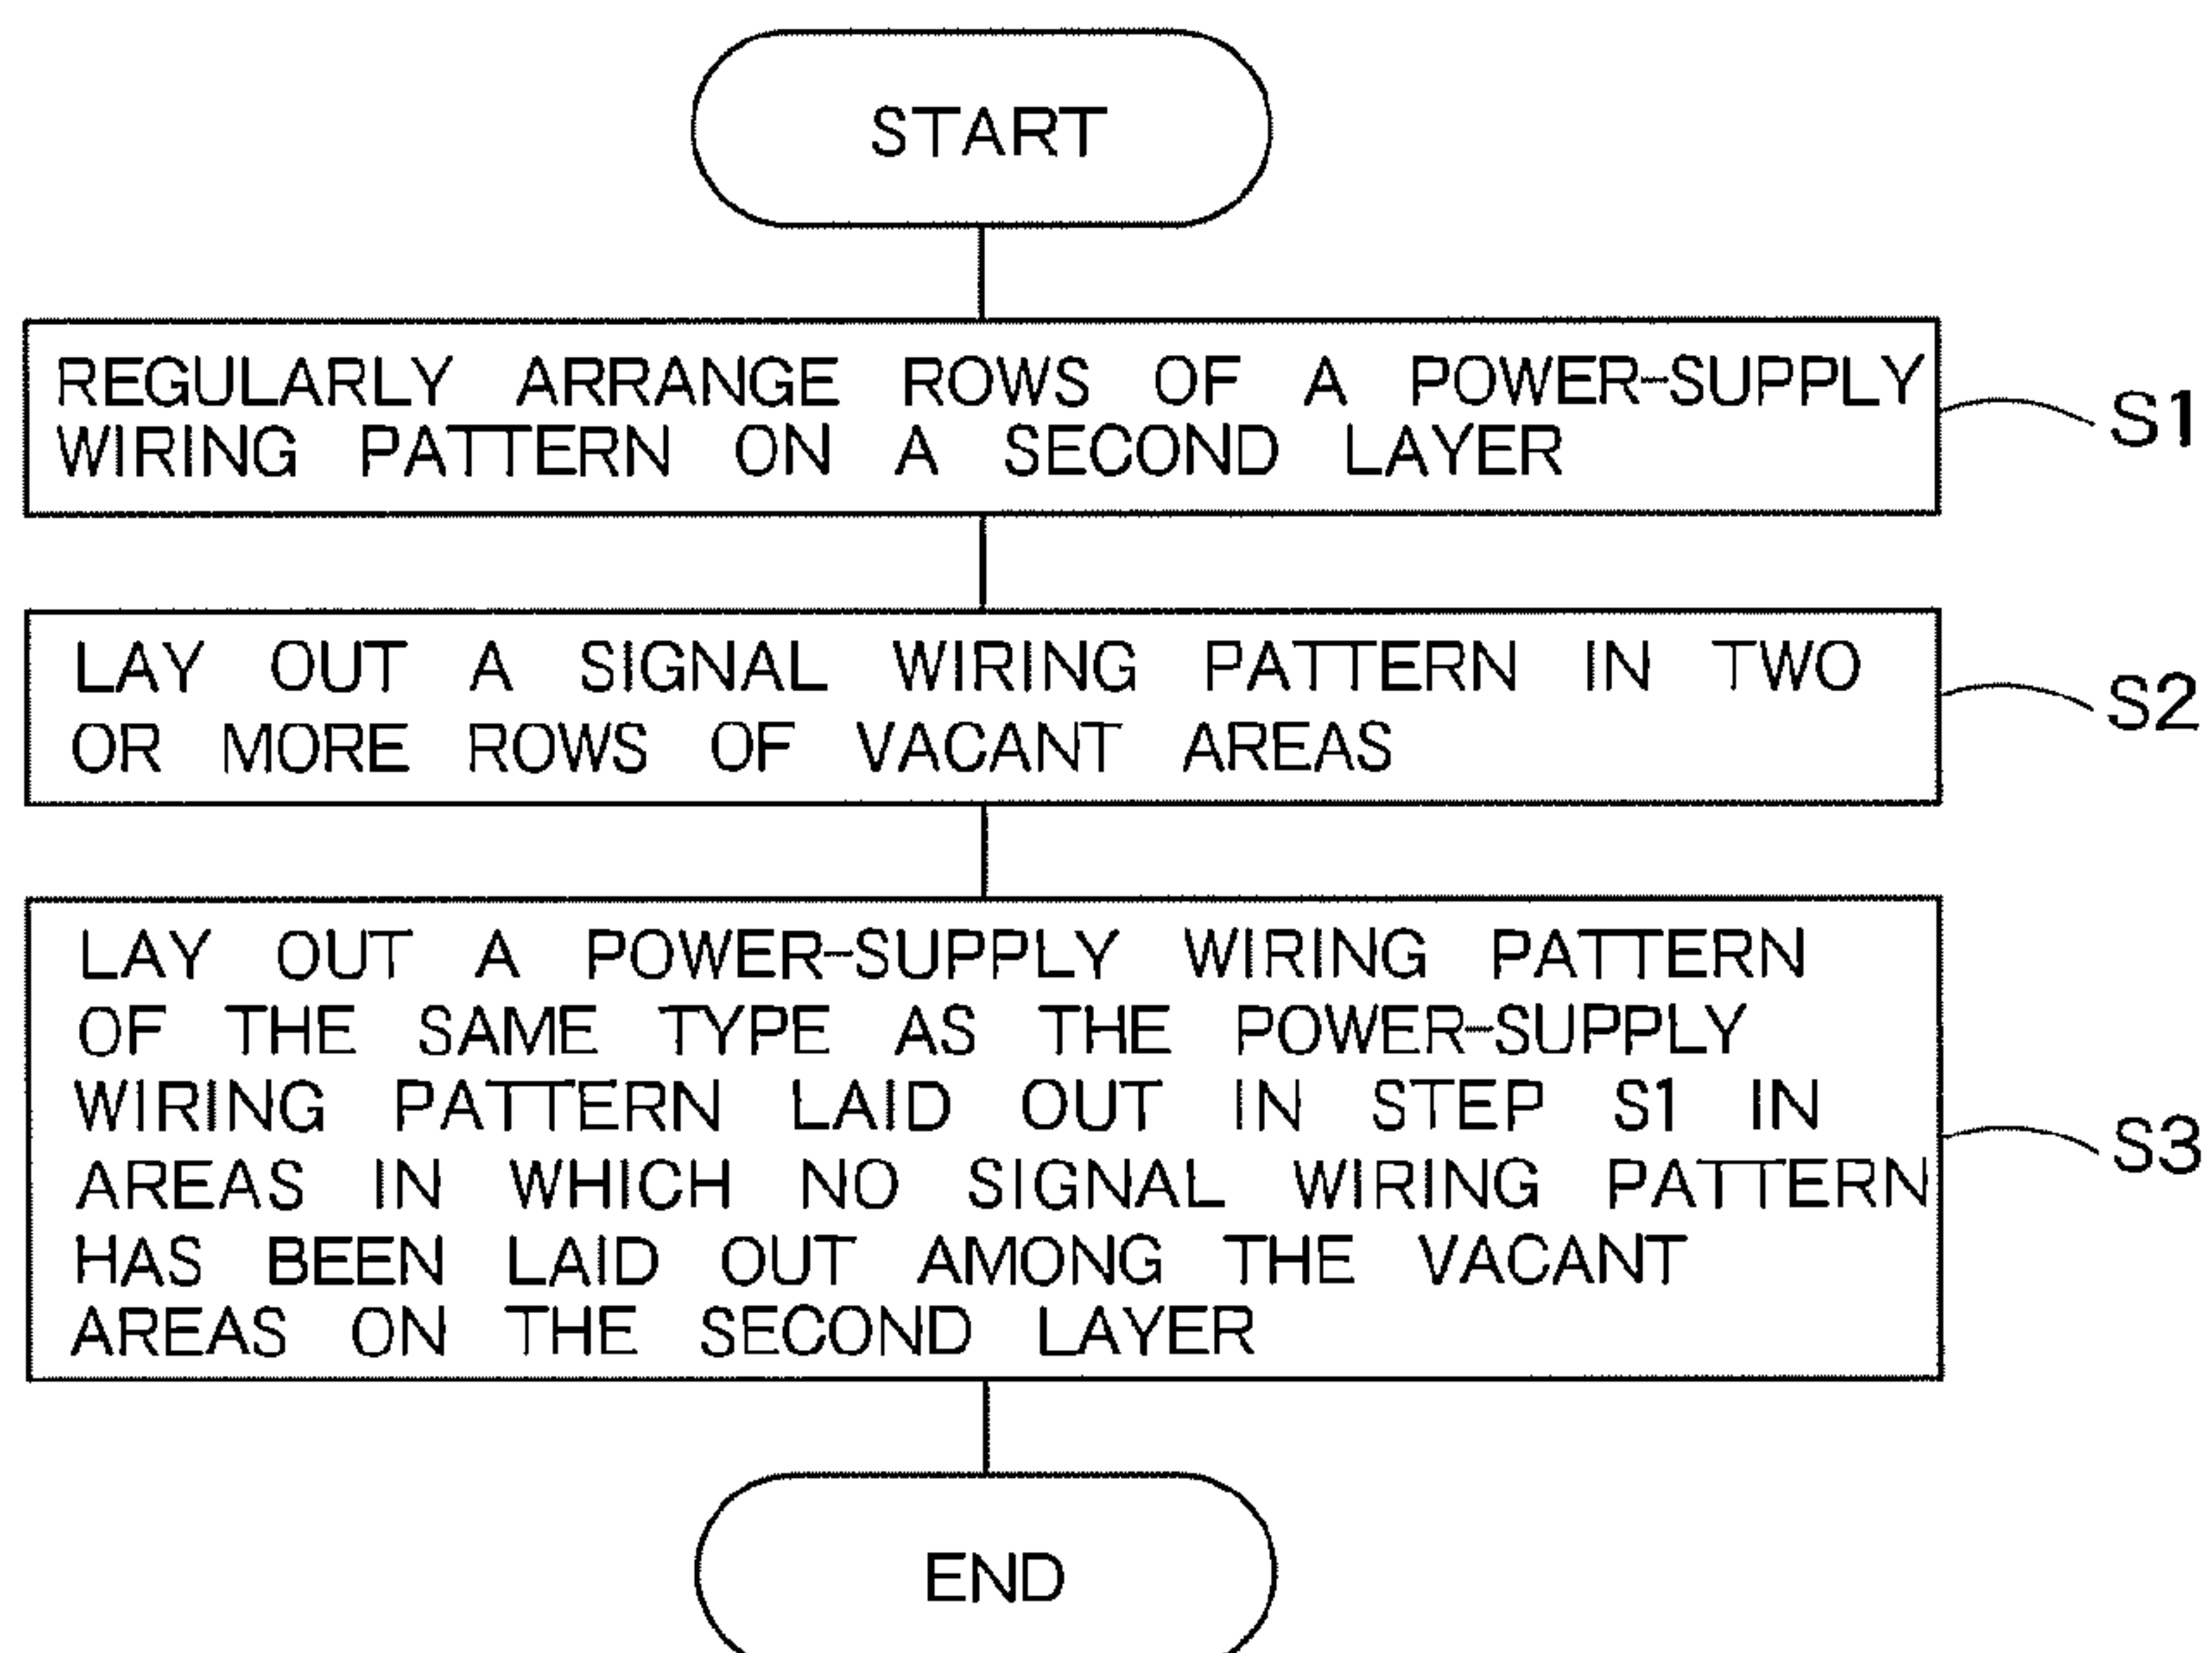 START
REGULARLY ARRANGE ROWS OF A POWER-SUPPLY
WIRING PATTERN ON A SECOND LAYER
S1
LAY OUT A SIGNAL WIRING PATTERN IN TWO
OR MORE ROWS OF VACANT AREAS
S2
LAY OUT A POWER-SUPPLY WIRING PATTERN
OF THE SAME TYPE AS THE POWER-SUPPLY
WIRING PATTERN LAID OUT IN STEP S1 IN
AREAS IN WHICH NO SIGNAL WIRING PATTERN
HAS BEEN LAID OUT AMONG THE VACANT
AREAS ON THE SECOND LAYER
S3
END